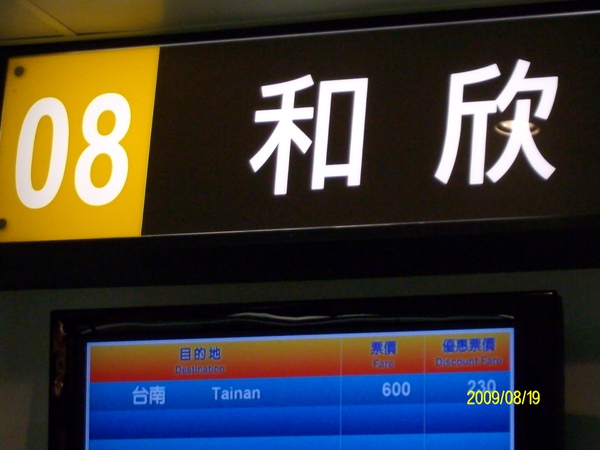 08 和欣
目的地 票價 優惠票價
Destination Fare Discount Fare
台南 Tainan 600 230
2009/08/19